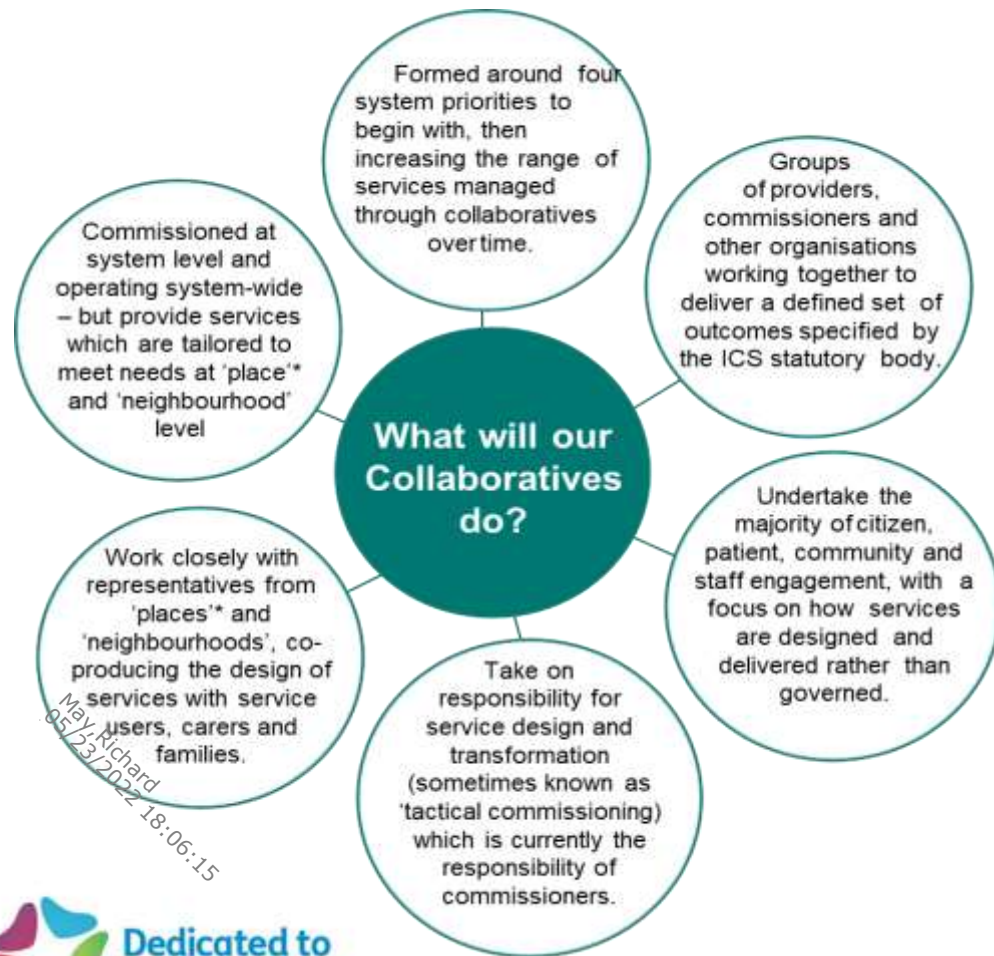 Formed around four
system priorities to
begin with, then
increasing the range of
services managed
through collaboratives
overtime.
Groups
of providers,
commissioners and
other organisations
working together to
deliver a defined set of
outcomes specified by
the ICS statutory body.
Undertake the
majority of citizen,
patient, community and
staff engagement, with a
focus on how services
are designed and
delivered rather than
governed.
Take on
responsibility for
service design and
transformation
(sometimes known as
'tactical commissioning)
which is currently the
responsibility of
commissioners.
Work closely with
representatives from
'places'* and
'neighbourhoods', co-
producing the design of
services with service
users, carers and
families.
Commissioned at
system level and
operating system-wide
– but provide services
which are tailored to
meet needs at 'place'*
and 'neighbourhood'
level
What will our
Collaboratives
do?
May,Richard
05/23/2022 18:06:15
Dedicated to